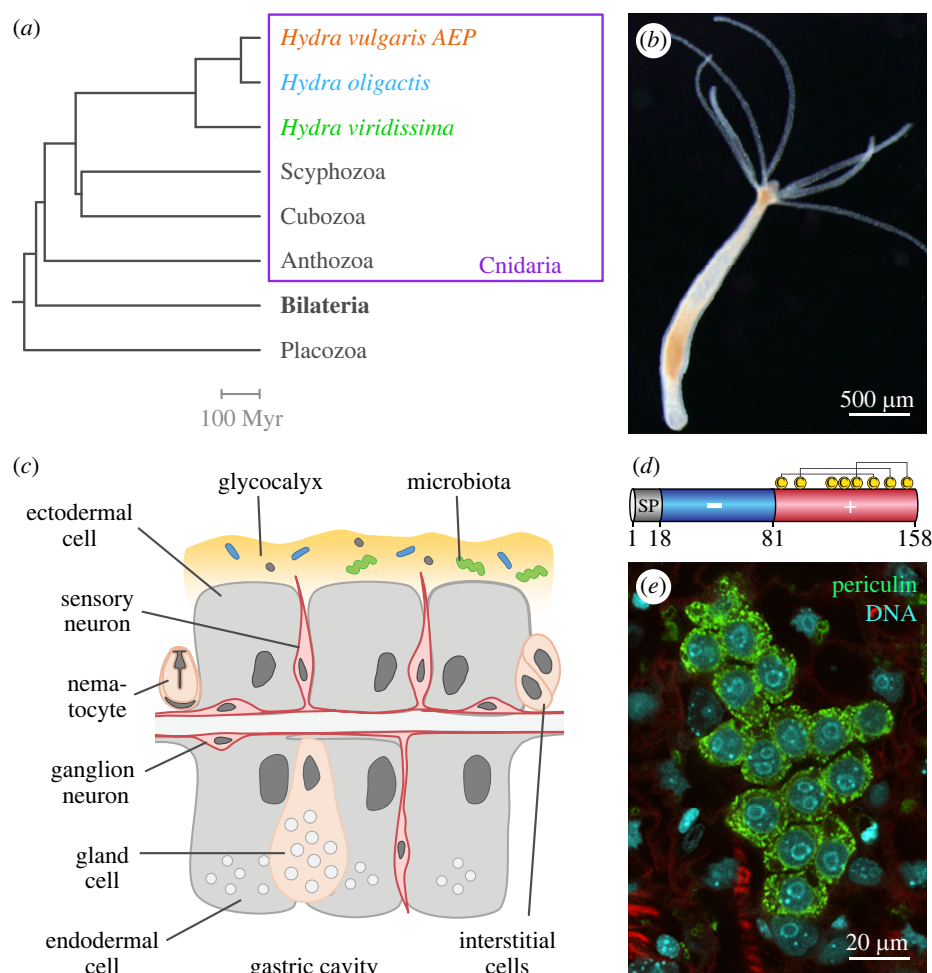 (a)
Hydra vulgaris AEP
Hydra oligactis
Hydra viridissima
Scyphozoa
Cubozoa
Anthozoa
Cnidaria
Bilateria
Placozoa
100 Myr
(b)
500 µm
(c)
glycocalyx
microbiota
ectodermal
cell
sensory
neuron
nema-
tocyte
ganglion
neuron
gland
cell
endodermal
cell
gastric cavity
interstitial
cells
(d)
SP
–
+
1 18 81 158
(e)
periculin
DNA
20 µm